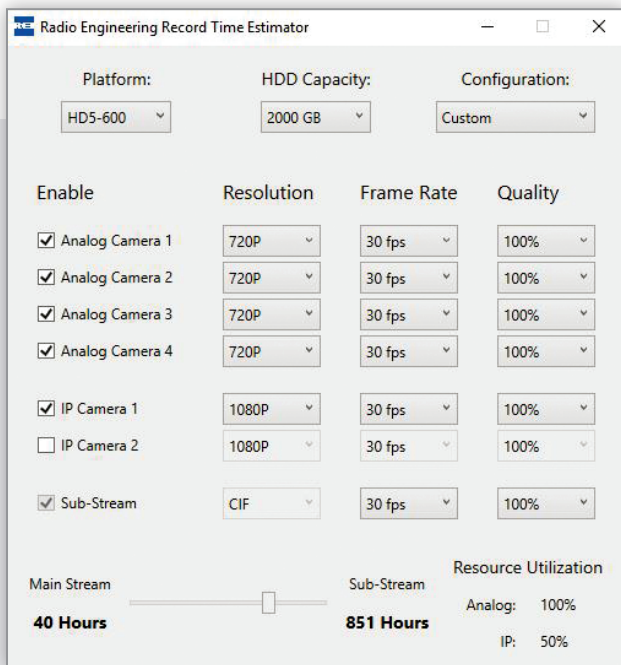 REI Radio Engineering Record Time Estimator
Platform: HDD Capacity: Configuration:
HD5-600 2000 GB Custom
Enable Resolution Frame Rate Quality
Analog Camera 1 720P 30 fps 100%
Analog Camera 2 720P 30 fps 100%
Analog Camera 3 720P 30 fps 100%
Analog Camera 4 720P 30 fps 100%
IP Camera 1 1080P 30 fps 100%
IP Camera 2 1080P 30 fps 100%
Sub-Stream CIF 30 fps 100%
Resource Utilization
Main Stream Sub-Stream
Analog: 100%
40 Hours 851 Hours
IP: 50%